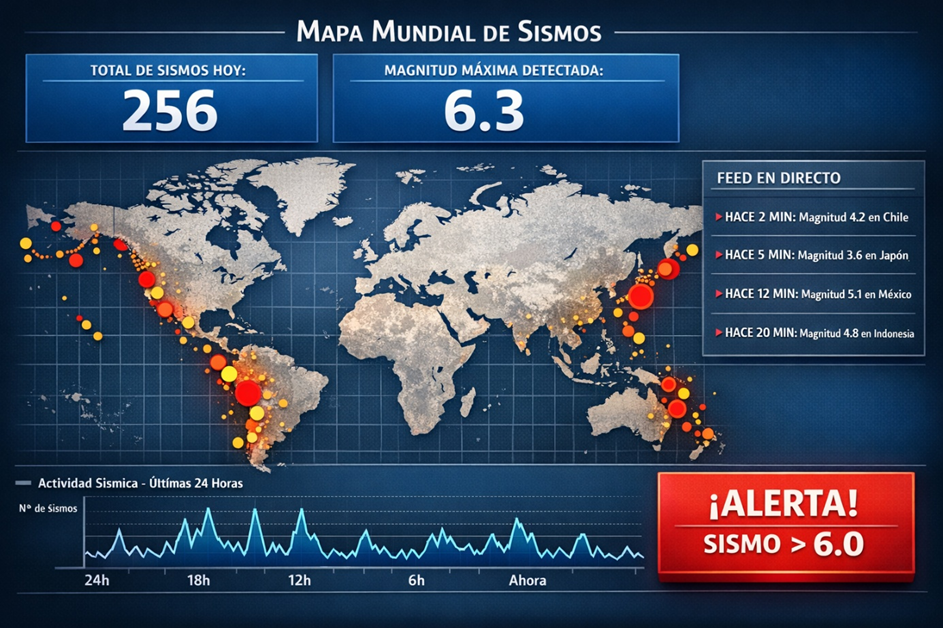 MAPA MUNDIAL DE SISMOS
TOTAL DE SISMOS HOY:
256
MAGNITUD MÁXIMA DETECTADA:
6.3
FEED EN DIRECTO
HACE 2 MIN: Magnitud 4.2 en Chile
HACE 5 MIN: Magnitud 3.6 en Japón
HACE 12 MIN: Magnitud 5.1 en México
HACE 20 MIN: Magnitud 4.8 en Indonesia
Actividad Sismica - Últímas 24 Horas
N° de Sismos
24h 18h 12h 6h Ahora
¡ALERTA!
SISMO > 6.0